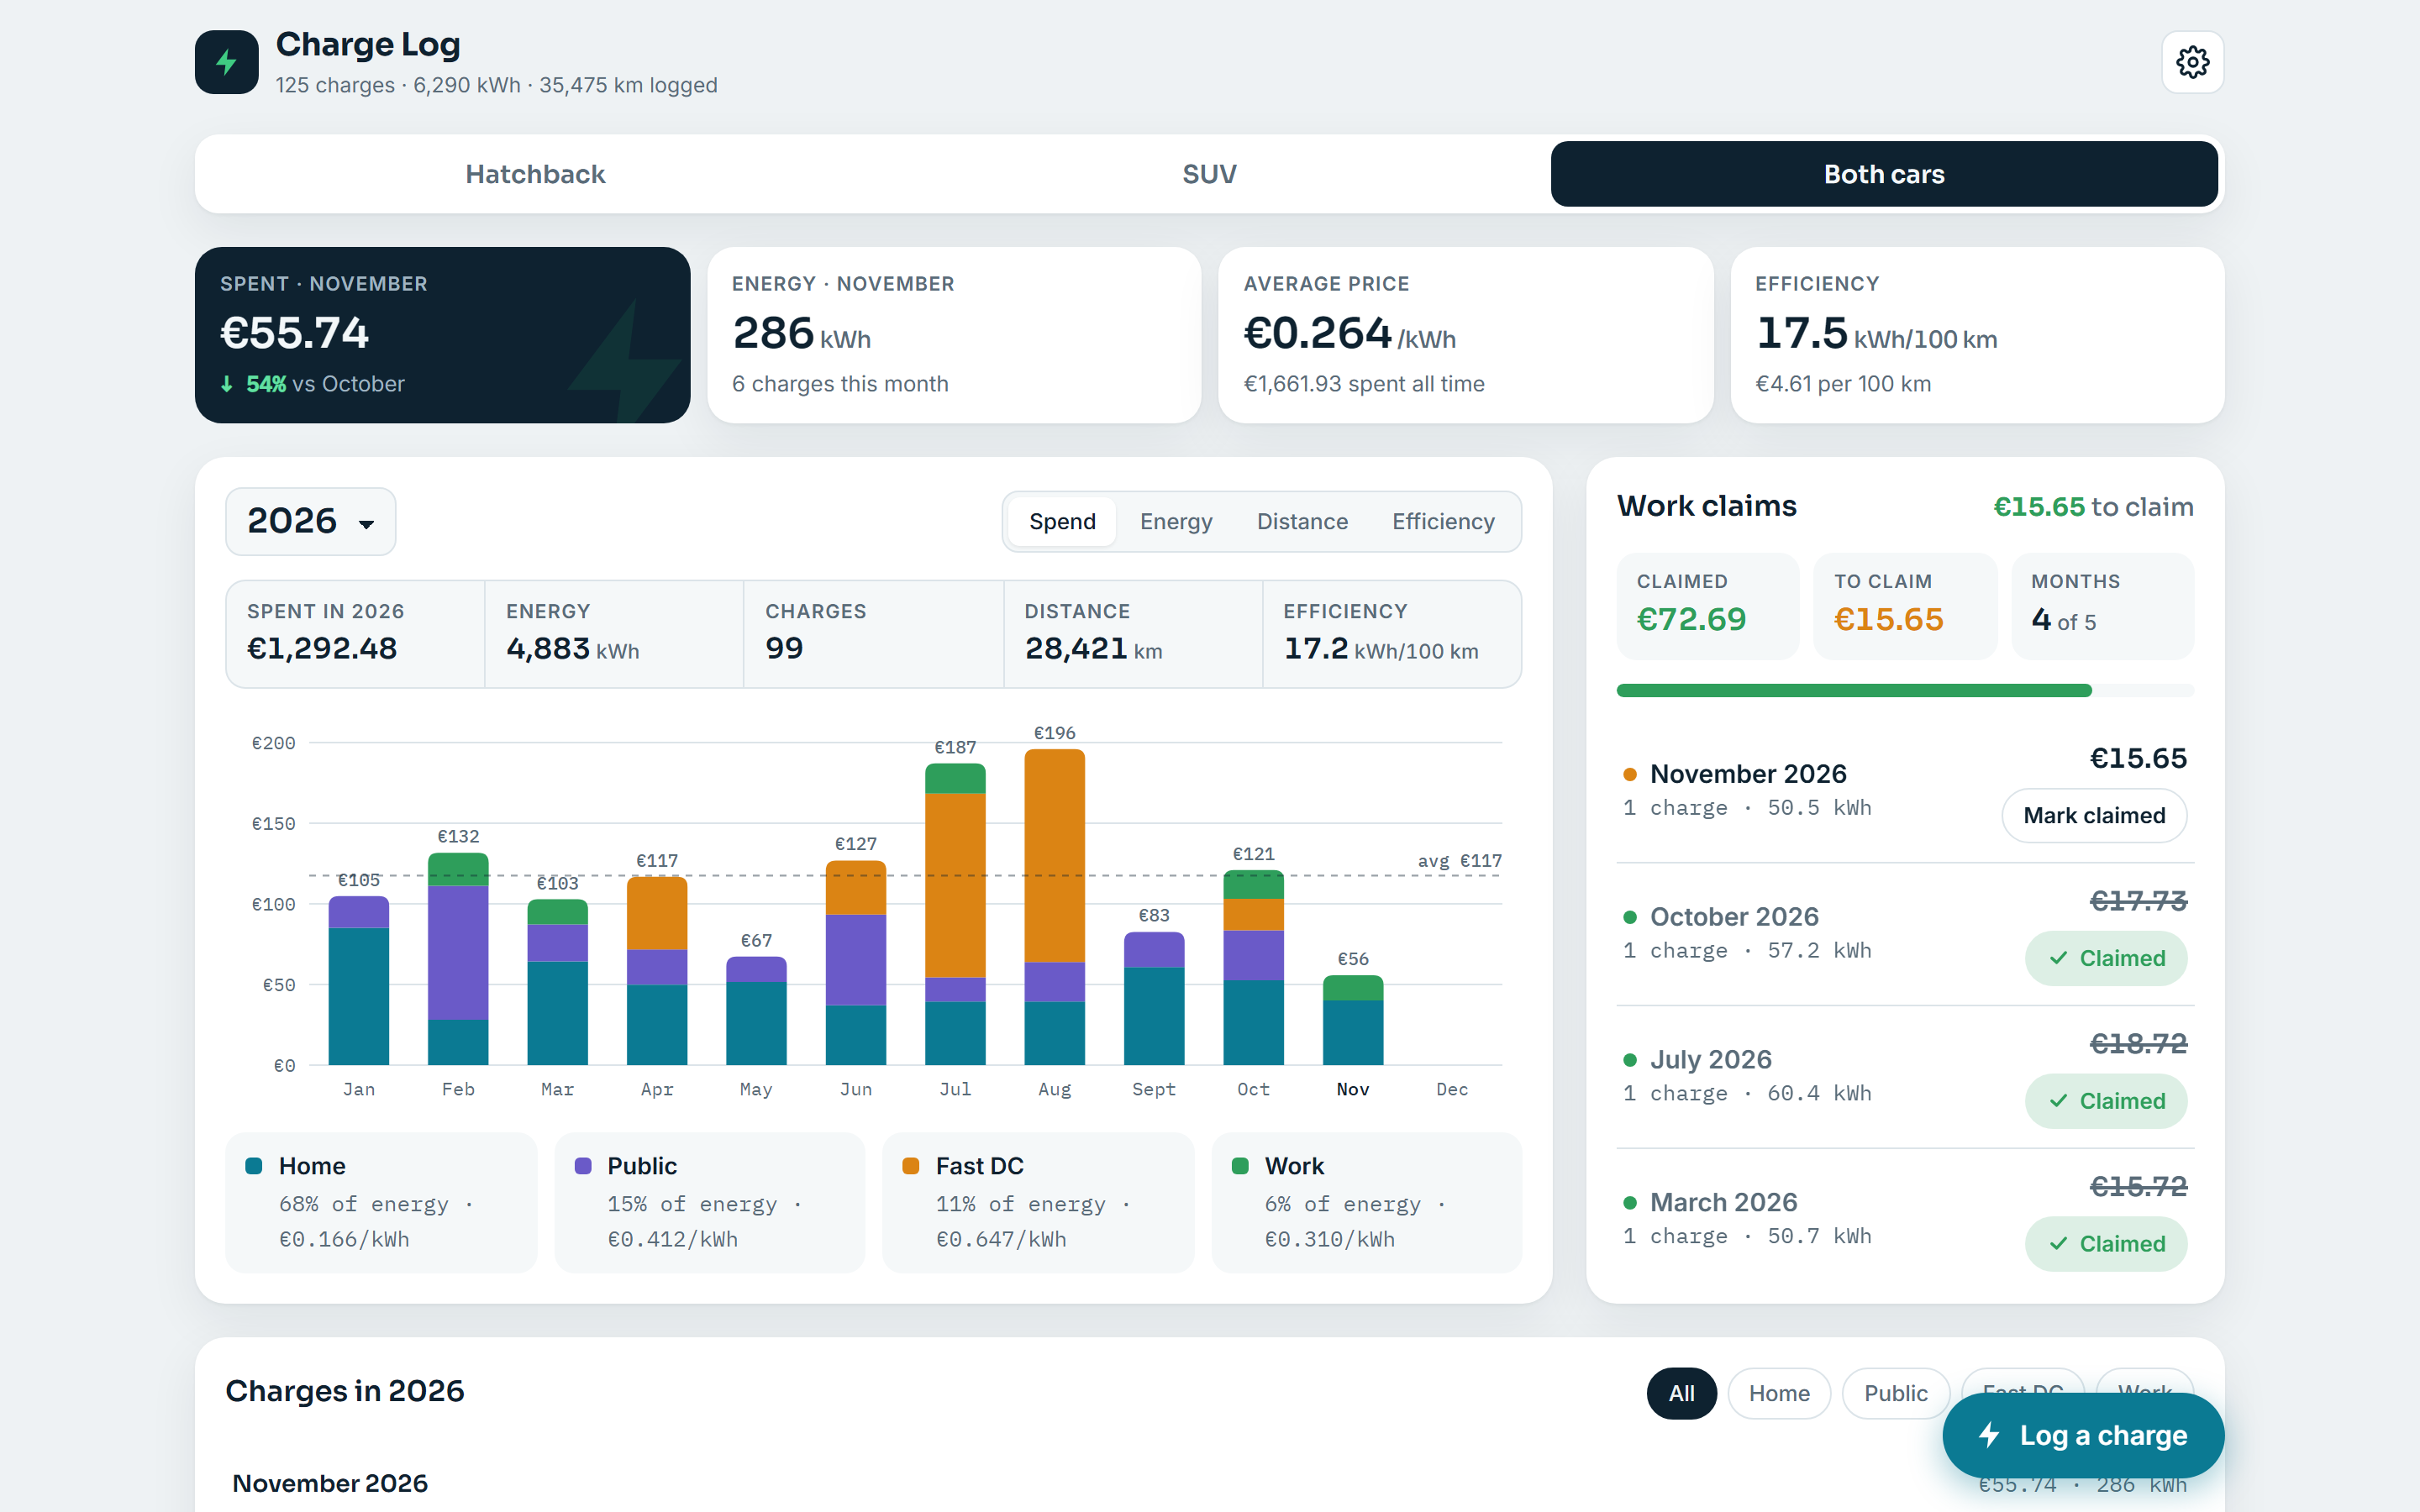 Charge Log
125 charges · 6,290 kWh · 35,475 km logged
Hatchback
SUV
Both cars
SPENT · NOVEMBER
€55.74
↓ 54% vs October
ENERGY · NOVEMBER
286 kWh
6 charges this month
AVERAGE PRICE
€0.264 /kWh
€1,661.93 spent all time
EFFICIENCY
17.5 kWh/100 km
€4.61 per 100 km
2026
Spend
Energy
Distance
Efficiency
SPENT IN 2026
€1,292.48
ENERGY
4,883 kWh
CHARGES
99
DISTANCE
28,421 km
EFFICIENCY
17.2 kWh/100 km
€200
€150
€100
€50
€0
€105
€132
€103
€117
€67
€127
€187
€196
€83
€121
€56
avg €117
Jan
Feb
Mar
Apr
May
Jun
Jul
Aug
Sept
Oct
Nov
Dec
Home
68% of energy ·
€0.166/kWh
Public
15% of energy ·
€0.412/kWh
Fast DC
11% of energy ·
€0.647/kWh
Work
6% of energy ·
€0.310/kWh
Work claims
€15.65 to claim
CLAIMED
€72.69
TO CLAIM
€15.65
MONTHS
4 of 5
November 2026
1 charge · 50.5 kWh
€15.65
Mark claimed
October 2026
1 charge · 57.2 kWh
€17.73
Claimed
July 2026
1 charge · 60.4 kWh
€18.72
Claimed
March 2026
1 charge · 50.7 kWh
€15.72
Claimed
Charges in 2026
All
Home
Public
Fast DC
Work
Log a charge
November 2026
€55.74 · 286 kWh